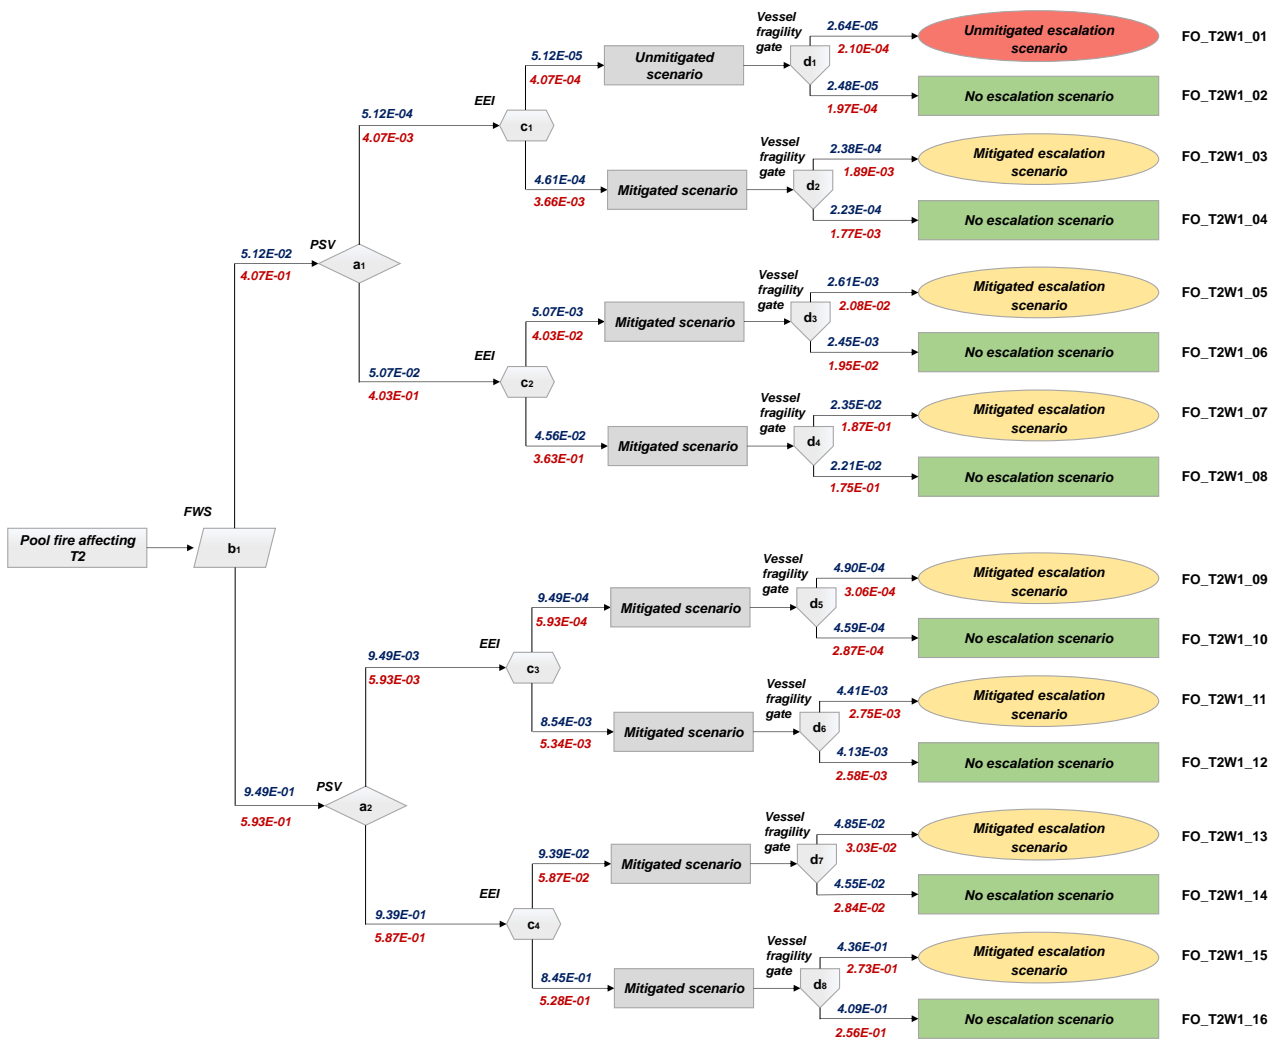 Vessel
fragility
gate
2.64E-05
2.10E-04
Unmitigated escalation
scenario
FO_T2W1_01
5.12E-05
4.07E-04
Unmitigated
scenario
d1
2.48E-05
1.97E-04
No escalation scenario
FO_T2W1_02
EEI
5.12E-04
4.07E-03
c1
Vessel
fragility
gate
2.38E-04
1.89E-03
Mitigated escalation
scenario
FO_T2W1_03
4.61E-04
3.66E-03
Mitigated scenario
d2
2.23E-04
1.77E-03
No escalation scenario
FO_T2W1_04
PSV
5.12E-02
4.07E-01
a1
Vessel
fragility
gate
2.61E-03
2.08E-02
Mitigated escalation
scenario
FO_T2W1_05
5.07E-03
4.03E-02
Mitigated scenario
d3
2.45E-03
1.95E-02
No escalation scenario
FO_T2W1_06
EEI
5.07E-02
4.03E-01
c2
Vessel
fragility
gate
2.35E-02
1.87E-01
Mitigated escalation
scenario
FO_T2W1_07
4.56E-02
3.63E-01
Mitigated scenario
d4
2.21E-02
1.75E-01
No escalation scenario
FO_T2W1_08
FWS
Pool fire affecting
T2
b1
Vessel
fragility
gate
4.90E-04
3.06E-04
Mitigated escalation
scenario
FO_T2W1_09
9.49E-04
5.93E-04
Mitigated scenario
d5
4.59E-04
2.87E-04
No escalation scenario
FO_T2W1_10
EEI
9.49E-03
5.93E-03
c3
Vessel
fragility
gate
4.41E-03
2.75E-03
Mitigated escalation
scenario
FO_T2W1_11
8.54E-03
5.34E-03
Mitigated scenario
d6
4.13E-03
2.58E-03
No escalation scenario
FO_T2W1_12
PSV
9.49E-01
5.93E-01
a2
Vessel
fragility
gate
4.85E-02
3.03E-02
Mitigated escalation
scenario
FO_T2W1_13
9.39E-02
5.87E-02
Mitigated scenario
d7
4.55E-02
2.84E-02
No escalation scenario
FO_T2W1_14
EEI
9.39E-01
5.87E-01
c4
Vessel
fragility
gate
4.36E-01
2.73E-01
Mitigated escalation
scenario
FO_T2W1_15
8.45E-01
5.28E-01
Mitigated scenario
d8
4.09E-01
2.56E-01
No escalation scenario
FO_T2W1_16